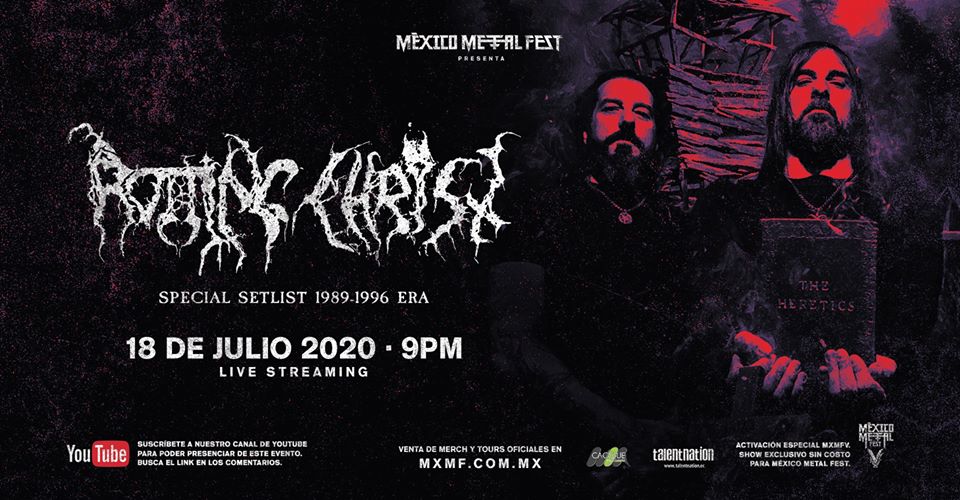 MÉXICO METAL FEST
PRESENTA
ROTTING CHRIST
SPECIAL SETLIST 1989-1996 ERA
18 DE JULIO 2020 · 9PM
LIVE STREAMING
THE
HERETICS
YouTube
SUSCRÍBETE A NUESTRO CANAL DE YOUTUBE
PARA PODER PRESENCIAR DE ESTE EVENTO.
BUSCA EL LINK EN LOS COMENTARIOS.
VENTA DE MERCH Y TOURS OFICIALES EN
MXMF.COM.MX
talentnation
www.talentnation.ec
ACTIVACIÓN ESPECIAL MXMFV.
SHOW EXCLUSIVO SIN COSTO
PARA MÉXICO METAL FEST.
MÉXICO
METAL
FEST
V